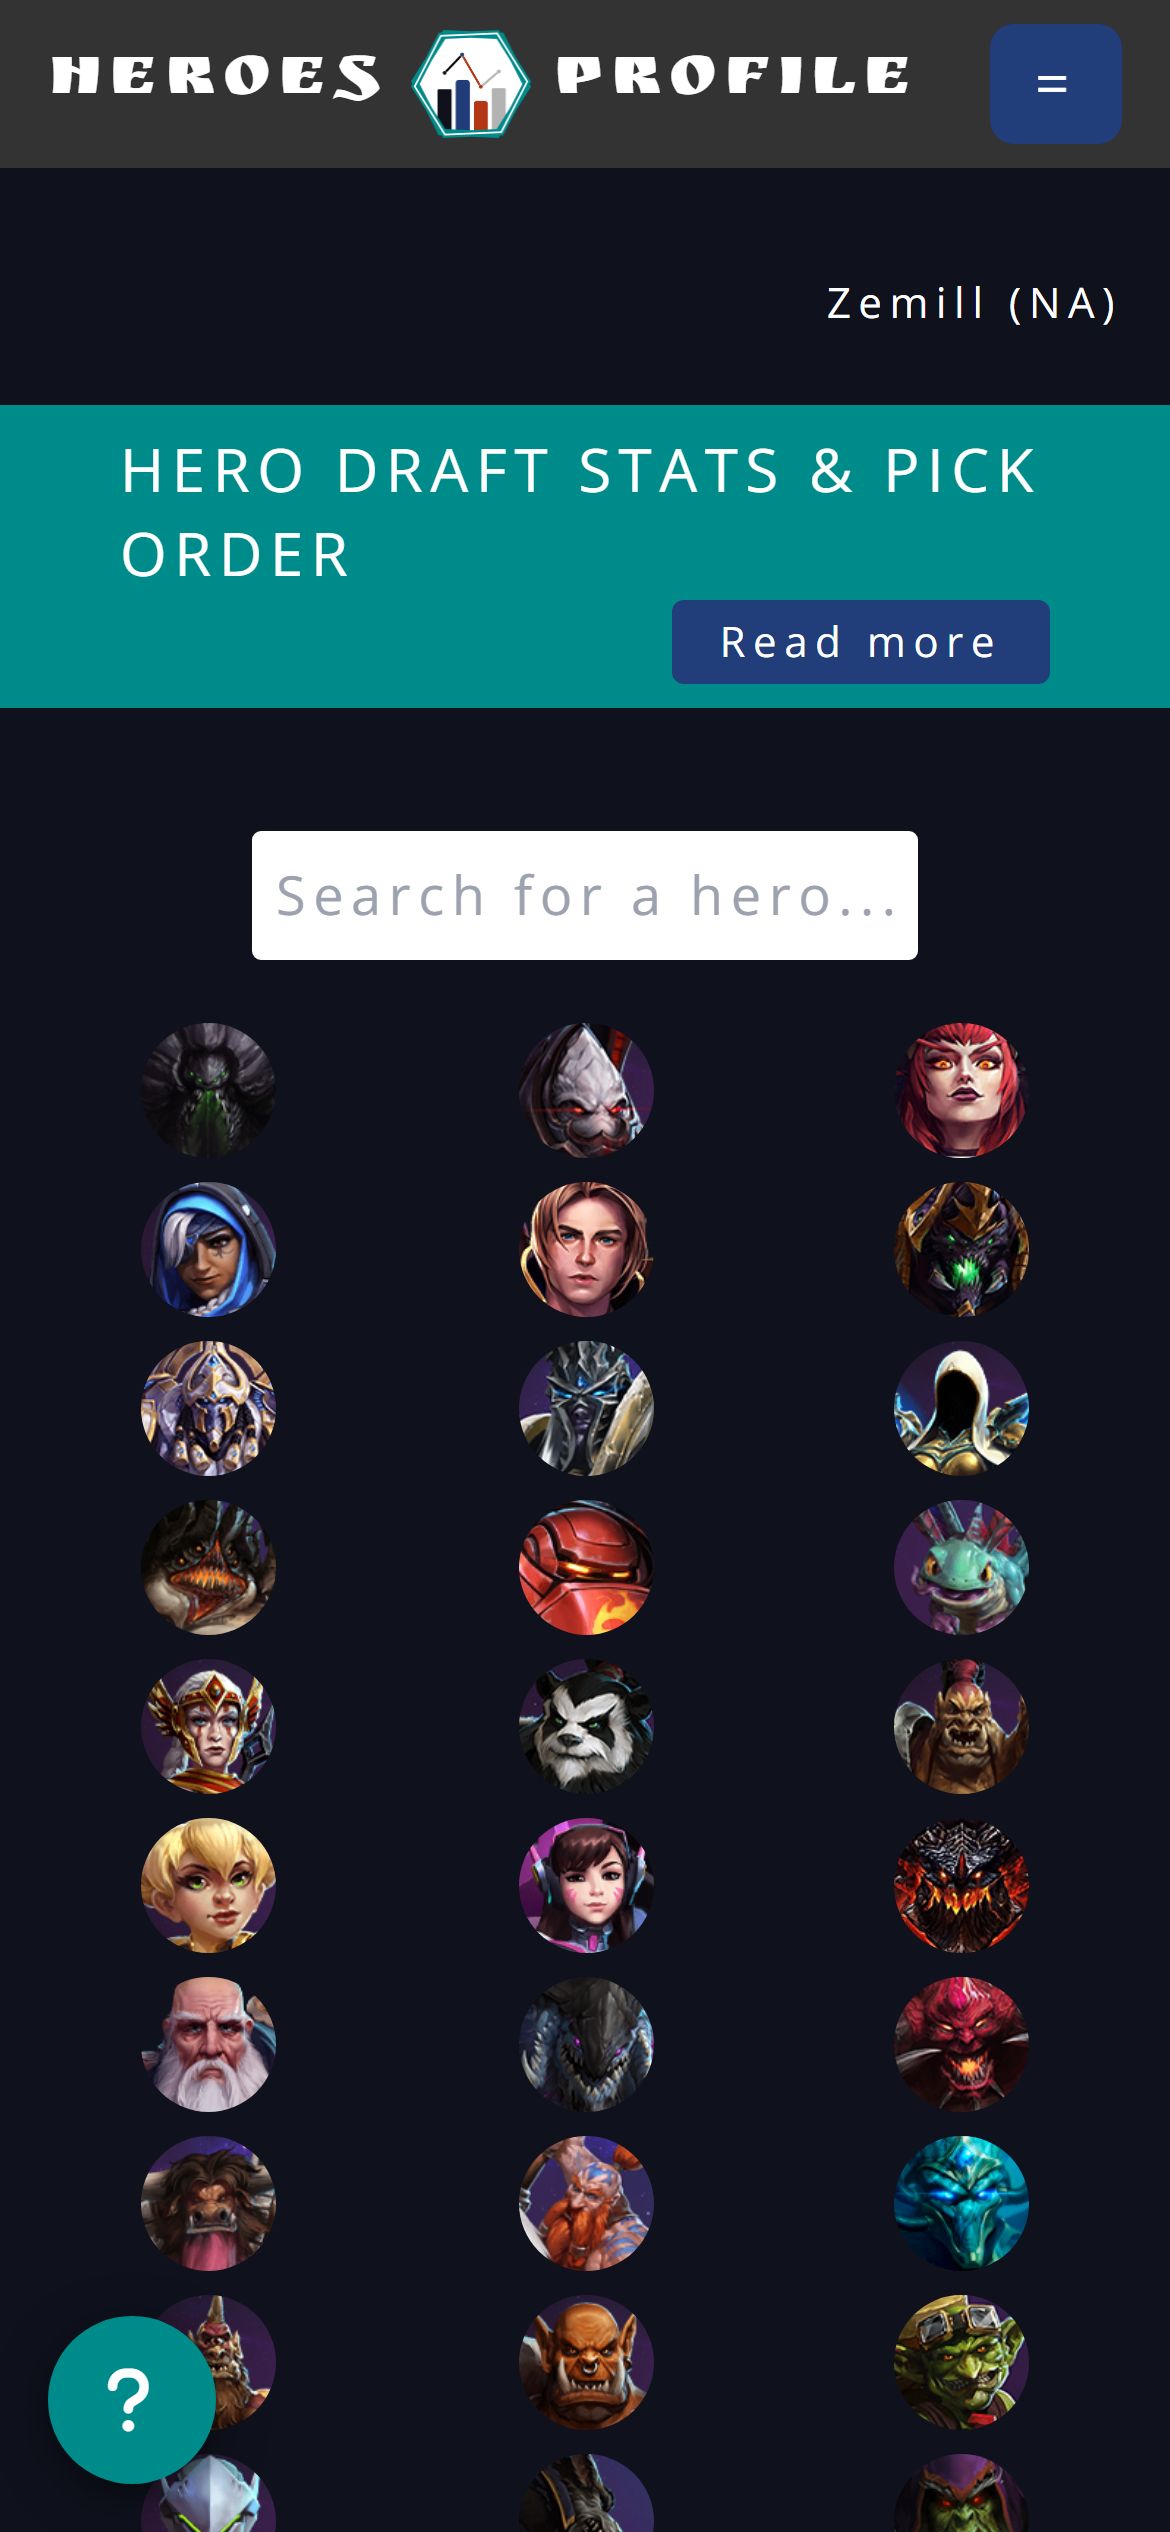 HEROES PROFILE
=
Zemill (NA)
HERO DRAFT STATS & PICK
ORDER
Read more
Search for a hero...
?